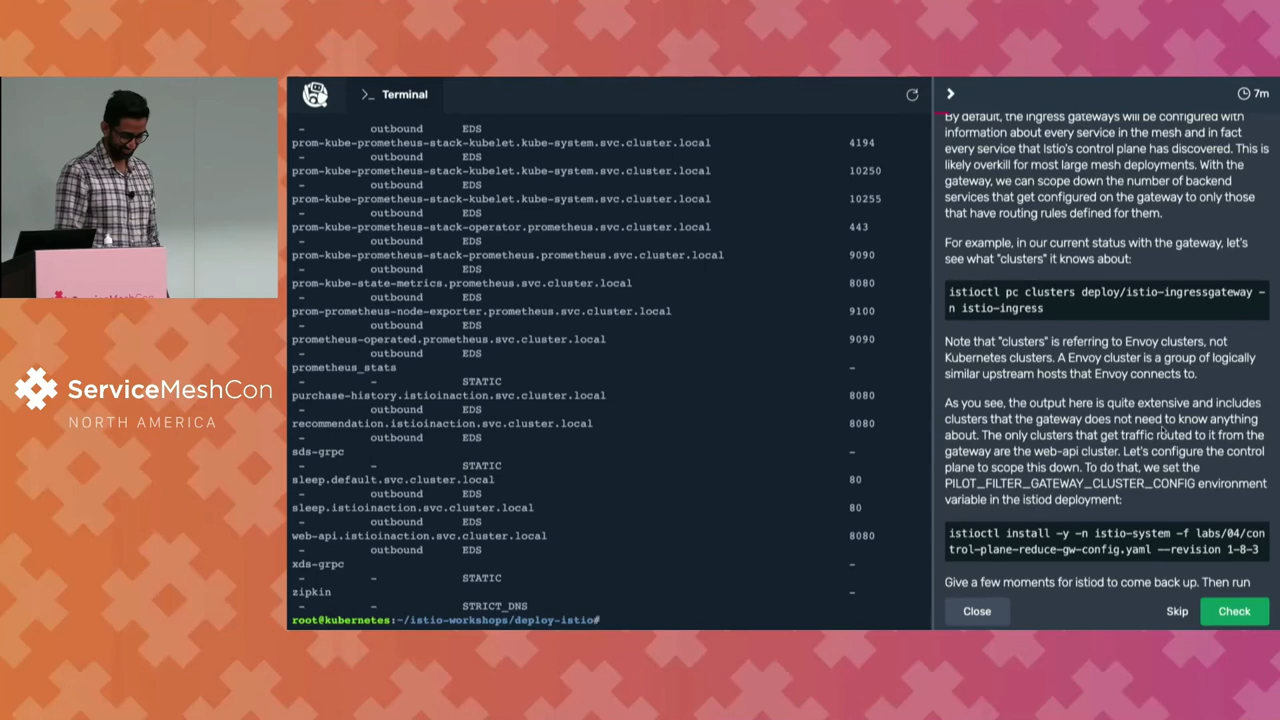 >_ Terminal
- outbound EDS
prom-kube-prometheus-stack-kubelet.kube-system.svc.cluster.local 4194
- outbound EDS
prom-kube-prometheus-stack-kubelet.kube-system.svc.cluster.local 10250
- outbound EDS
prom-kube-prometheus-stack-kubelet.kube-system.svc.cluster.local 10255
- outbound EDS
prom-kube-prometheus-stack-operator.prometheus.svc.cluster.local 443
- outbound EDS
prom-kube-prometheus-stack-prometheus.prometheus.svc.cluster.local 9090
- outbound EDS
prom-kube-state-metrics.prometheus.svc.cluster.local 8080
- outbound EDS
prom-prometheus-node-exporter.prometheus.svc.cluster.local 9100
- outbound EDS
prometheus-operated.prometheus.svc.cluster.local 9090
- outbound EDS
prometheus_stats -
- - STATIC
purchase-history.istioinaction.svc.cluster.local 8080
- outbound EDS
recommendation.istioinaction.svc.cluster.local 8080
- outbound EDS
sds-grpc -
- - STATIC
sleep.default.svc.cluster.local 80
- outbound EDS
sleep.istioinaction.svc.cluster.local 80
- outbound EDS
web-api.istioinaction.svc.cluster.local 8080
- outbound EDS
xds-grpc -
- - STATIC
zipkin -
- - STRICT_DNS
root@kubernetes:~/istio-workshops/deploy-istio#
7m
By default, the ingress gateways will be configured with
information about every service in the mesh and in fact
every service that Istio's control plane has discovered. This is
likely overkill for most large mesh deployments. With the
gateway, we can scope down the number of backend
services that get configured on the gateway to only those
that have routing rules defined for them.
For example, in our current status with the gateway, let's
see what "clusters" it knows about:
istioctl pc clusters deploy/istio-ingressgateway -
n istio-ingress
Note that "clusters" is referring to Envoy clusters, not
Kubernetes clusters. A Envoy cluster is a group of logically
similar upstream hosts that Envoy connects to.
As you see, the output here is quite extensive and includes
clusters that the gateway does not need to know anything
about. The only clusters that get traffic routed to it from the
gateway are the web-api cluster. Let's configure the control
plane to scope this down. To do that, we set the
PILOT_FILTER_GATEWAY_CLUSTER_CONFIG environment
variable in the istiod deployment:
istioctl install -y -n istio-system -f labs/04/con
trol-plane-reduce-gw-config.yaml --revision 1-8-3
Give a few moments for istiod to come back up. Then run
Close Skip Check
ServiceMeshCon
NORTH AMERICA